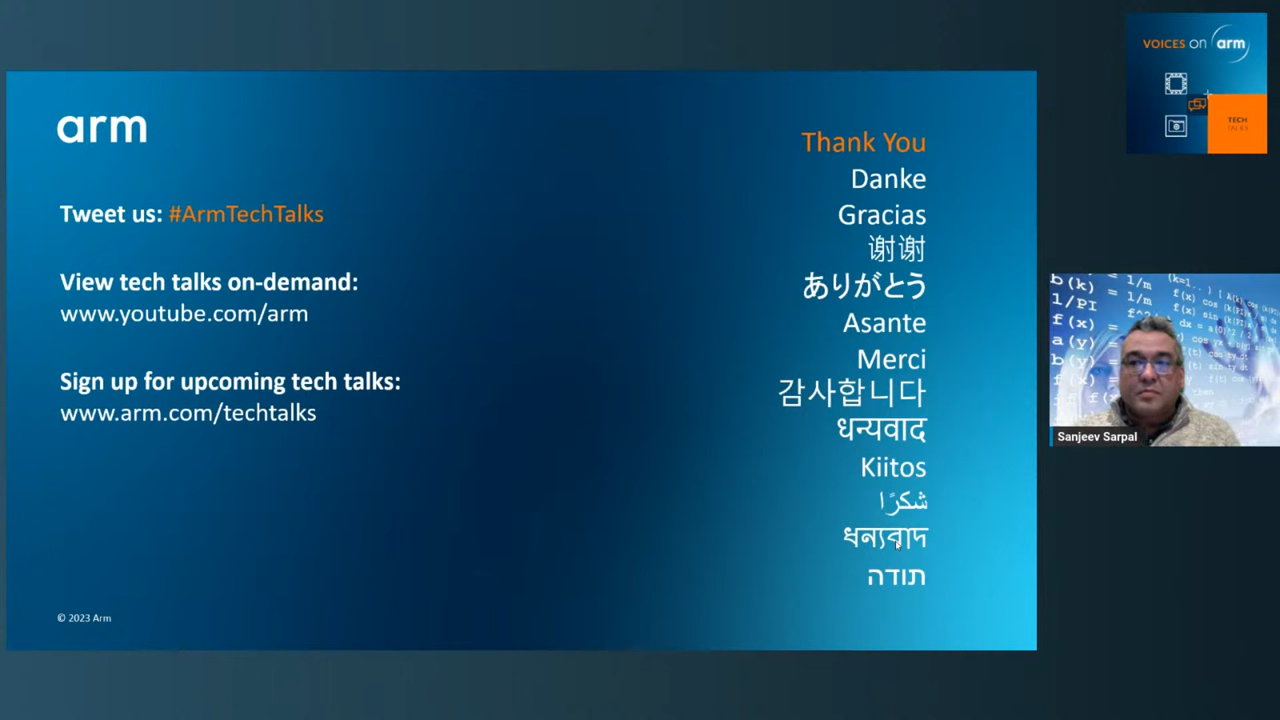 VOICES on arm
TECH
TALKS
arm
Tweet us: #ArmTechTalks
View tech talks on-demand:
www.youtube.com/arm
Sign up for upcoming tech talks:
www.arm.com/techtalks
© 2023 Arm
Thank You
Danke
Gracias
谢谢
ありがとう
Asante
Merci
감사합니다
धन्यवाद
Kiitos
شكرًا
ধন্যবাদ
תודה
Sanjeev Sarpal